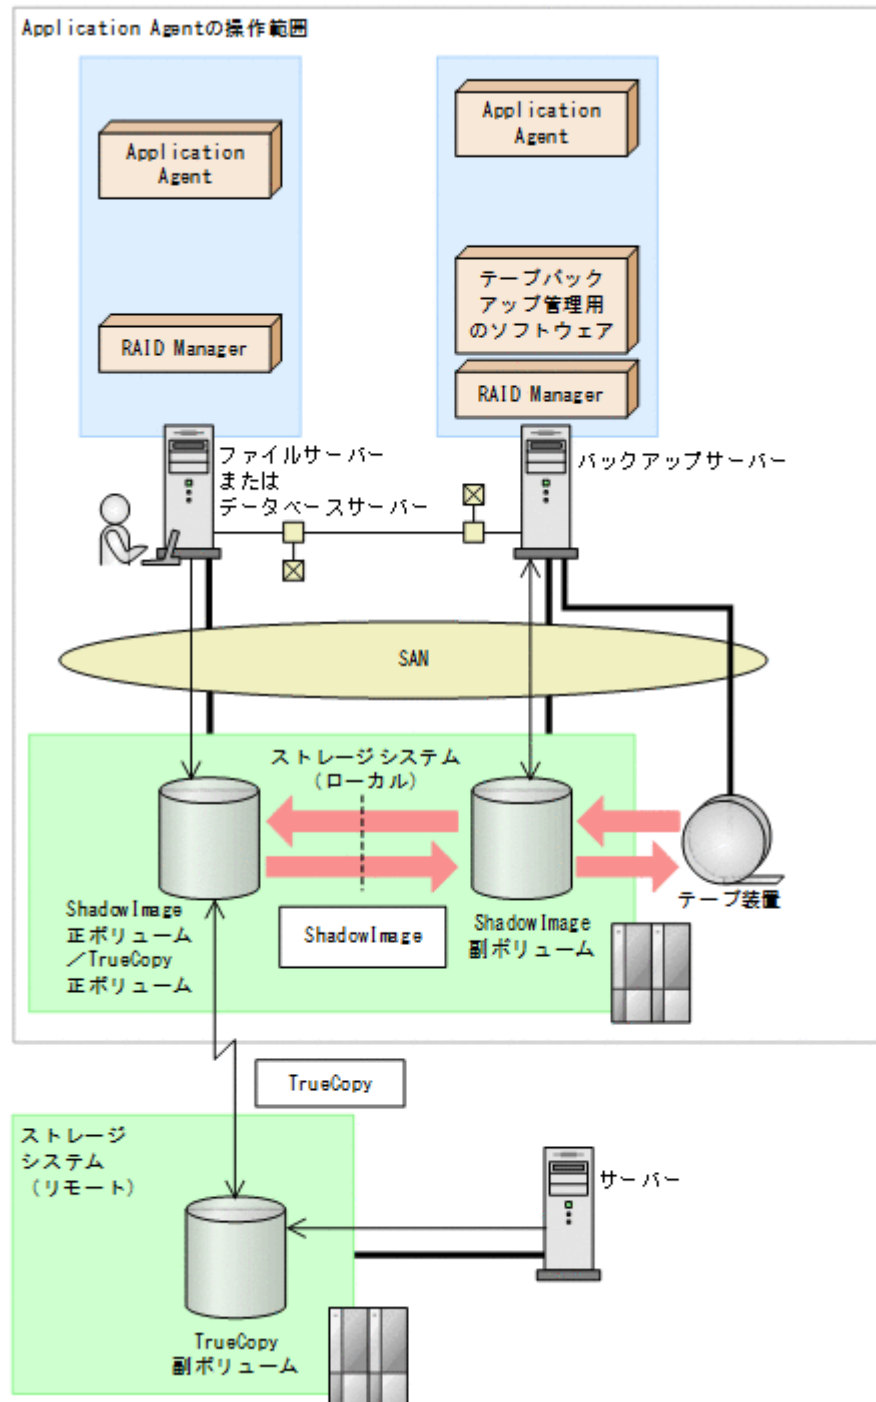 Application Agentの操作範囲
Application
Agent
RAID Manager
Application
Agent
テープバック
アップ管理用
のソフトウェア
RAID Manager
ファイルサーバー
または
データベースサーバー
バックアップサーバー
SAN
ストレージシステム
（ローカル）
ShadowImage
正ボリューム
／TrueCopy
正ボリューム
ShadowImage
ShadowImage
副ボリューム
テープ装置
TrueCopy
ストレージ
システム
（リモート）
サーバー
TrueCopy
副ボリューム